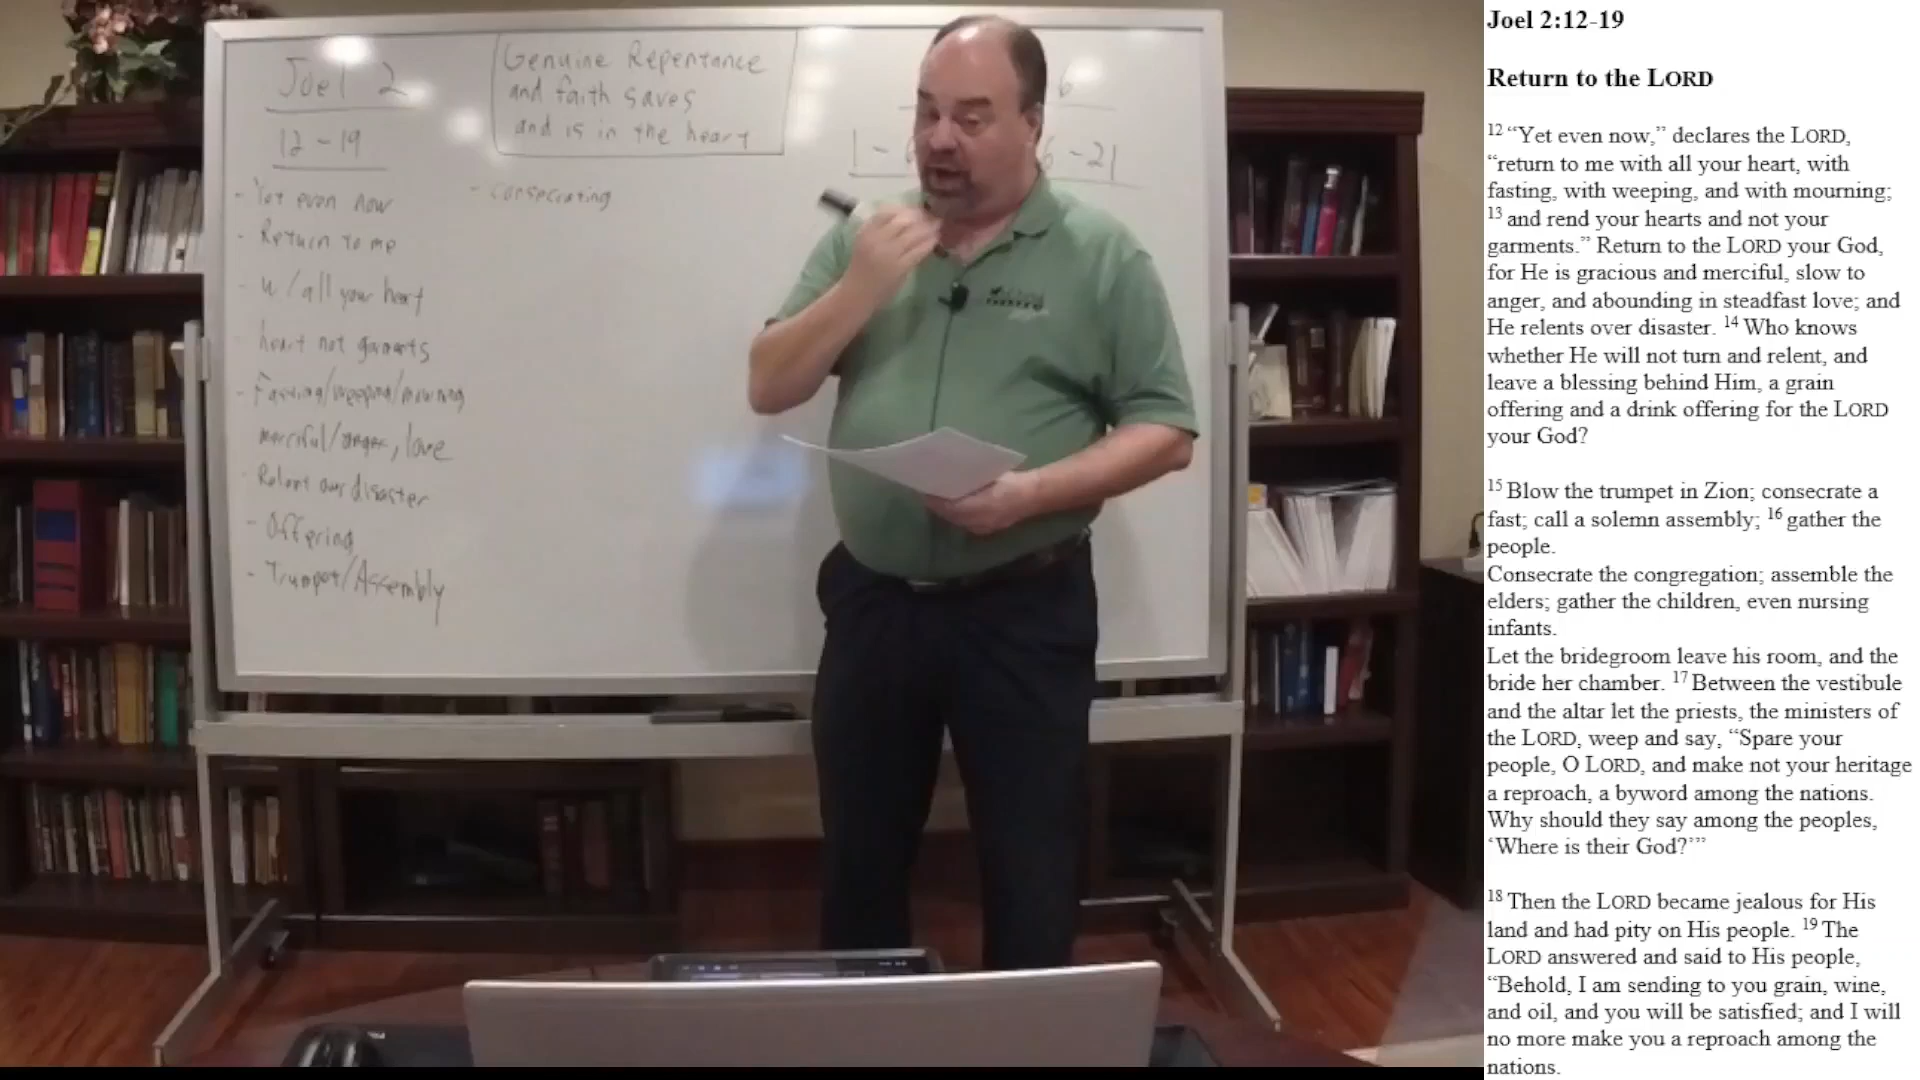 Joel 2
12 - 19
- Yet even now
- Return to me
- w/all your heart
heart not garments
- Fasting/weeping/mourning
merciful/anger, love
- Relent over disaster
- Offering
- Trumpet/Assembly
Genuine Repentance
and faith saves
and is in the heart
- consecrating
6
1 -
6 - 21
Joel 2:12-19
Return to the LORD
12 “Yet even now,” declares the LORD,
“return to me with all your heart, with
fasting, with weeping, and with mourning;
13 and rend your hearts and not your
garments.” Return to the LORD your God,
for He is gracious and merciful, slow to
anger, and abounding in steadfast love; and
He relents over disaster. 14 Who knows
whether He will not turn and relent, and
leave a blessing behind Him, a grain
offering and a drink offering for the LORD
your God?
15 Blow the trumpet in Zion; consecrate a
fast; call a solemn assembly; 16 gather the
people.
Consecrate the congregation; assemble the
elders; gather the children, even nursing
infants.
Let the bridegroom leave his room, and the
bride her chamber. 17 Between the vestibule
and the altar let the priests, the ministers of
the LORD, weep and say, “Spare your
people, O LORD, and make not your heritage
a reproach, a byword among the nations.
Why should they say among the peoples,
‘Where is their God?’”
18 Then the LORD became jealous for His
land and had pity on His people. 19 The
LORD answered and said to His people,
“Behold, I am sending to you grain, wine,
and oil, and you will be satisfied; and I will
no more make you a reproach among the
nations.